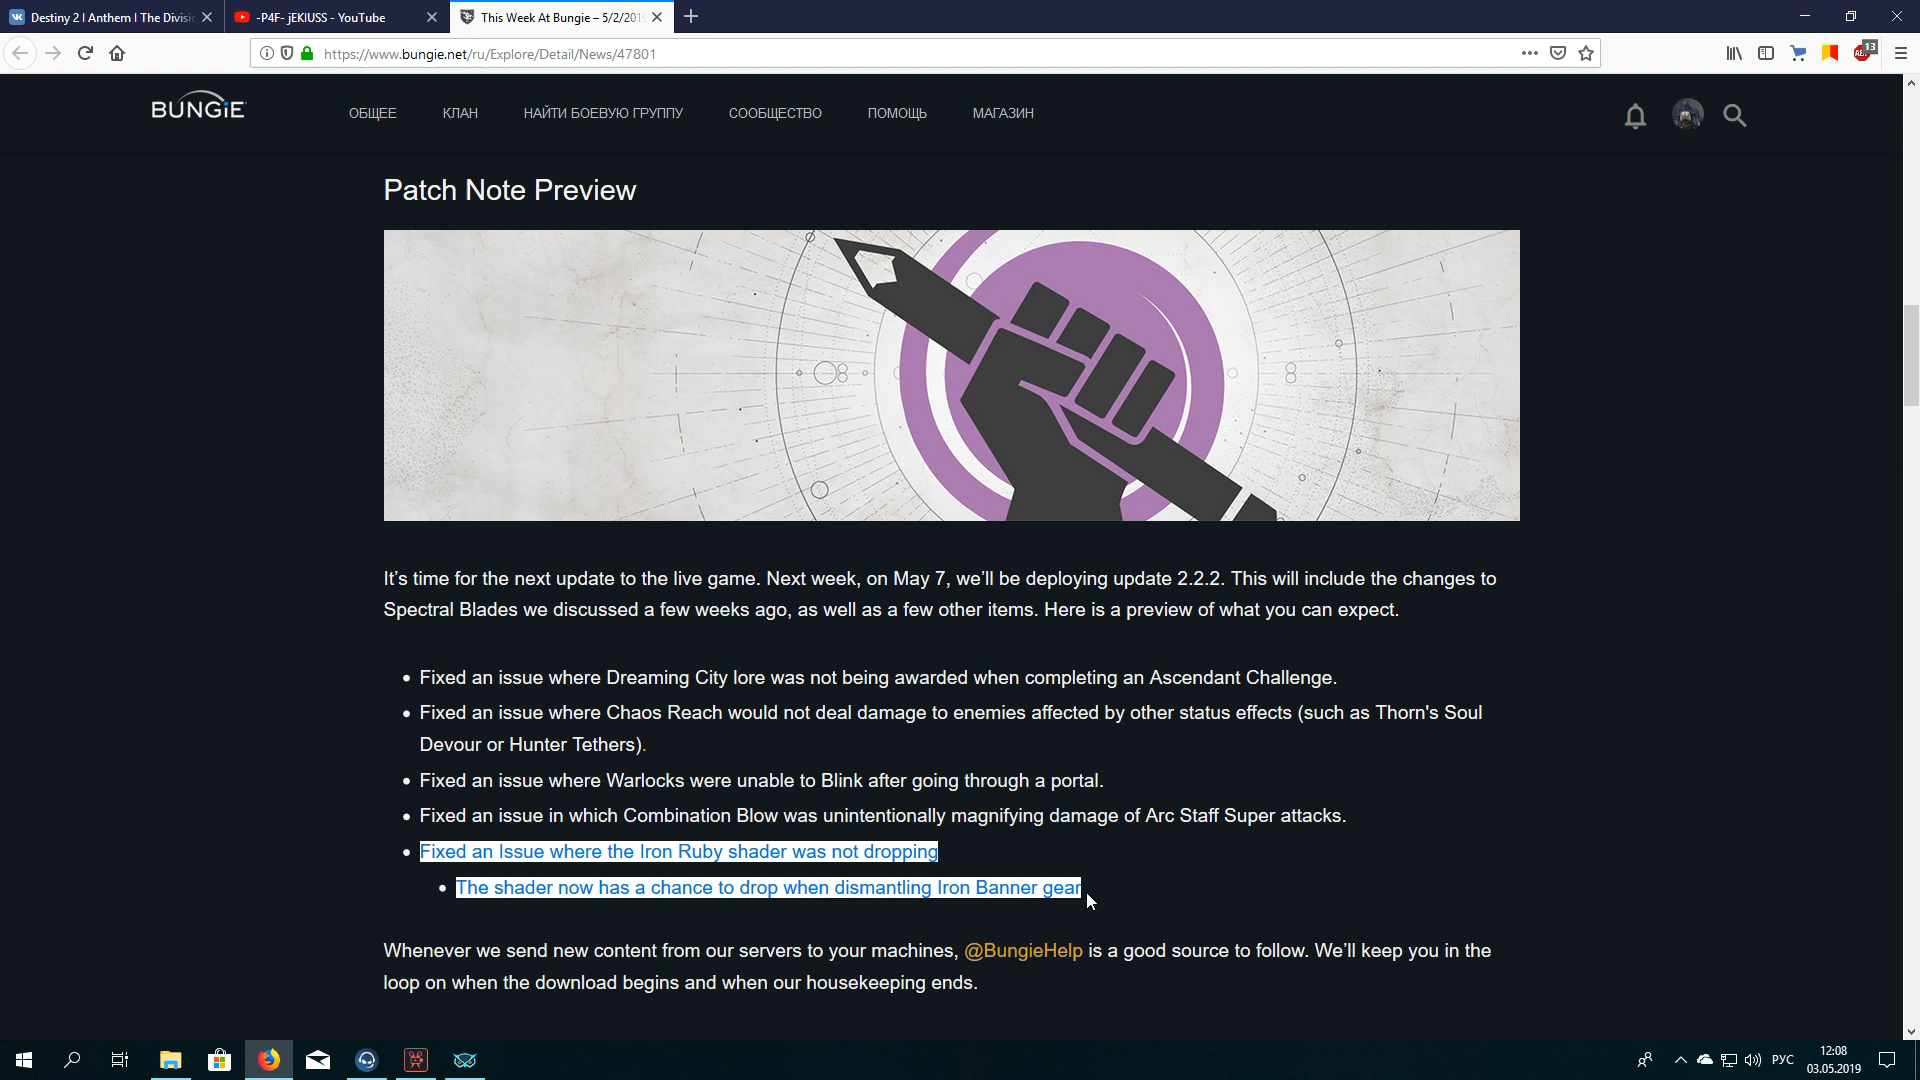 Destiny 2 l Anthem l The Divisi
-P4F- jEKIUSS - YouTube
This Week At Bungie – 5/2/2019
https://www.bungie.net/ru/Explore/Detail/News/47801
13
BUNGiE
ОБЩЕЕ
КЛАН
НАЙТИ БОЕВУЮ ГРУППУ
СООБЩЕСТВО
ПОМОЩЬ
МАГАЗИН
Patch Note Preview
It’s time for the next update to the live game. Next week, on May 7, we’ll be deploying update 2.2.2. This will include the changes to
Spectral Blades we discussed a few weeks ago, as well as a few other items. Here is a preview of what you can expect.
• Fixed an issue where Dreaming City lore was not being awarded when completing an Ascendant Challenge.
• Fixed an issue where Chaos Reach would not deal damage to enemies affected by other status effects (such as Thorn's Soul
Devour or Hunter Tethers).
• Fixed an issue where Warlocks were unable to Blink after going through a portal.
• Fixed an issue in which Combination Blow was unintentionally magnifying damage of Arc Staff Super attacks.
• Fixed an Issue where the Iron Ruby shader was not dropping
• The shader now has a chance to drop when dismantling Iron Banner gear
Whenever we send new content from our servers to your machines, @BungieHelp is a good source to follow. We’ll keep you in the
loop on when the download begins and when our housekeeping ends.
РУС
12:08
03.05.2019